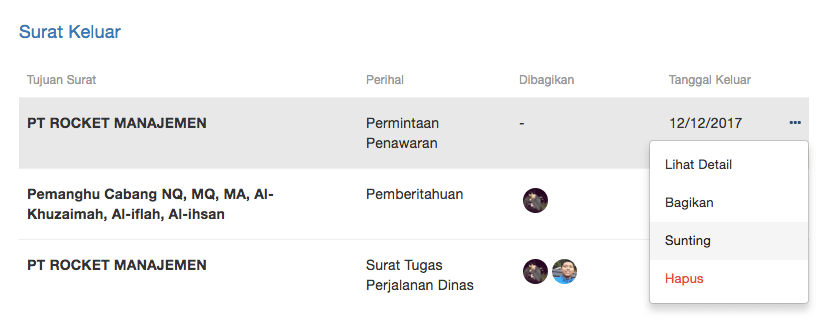 Surat Keluar
Tujuan Surat Perihal Dibagikan Tanggal Keluar
PT ROCKET MANAJEMEN Permintaan - 12/12/2017 •••
Penawaran
Lihat Detail
Pemanghu Cabang NQ, MQ, MA, Al- Pemberitahuan
Khuzaimah, Al-iflah, Al-ihsan
Bagikan
Sunting
PT ROCKET MANAJEMEN Surat Tugas
Perjalanan Dinas
Hapus